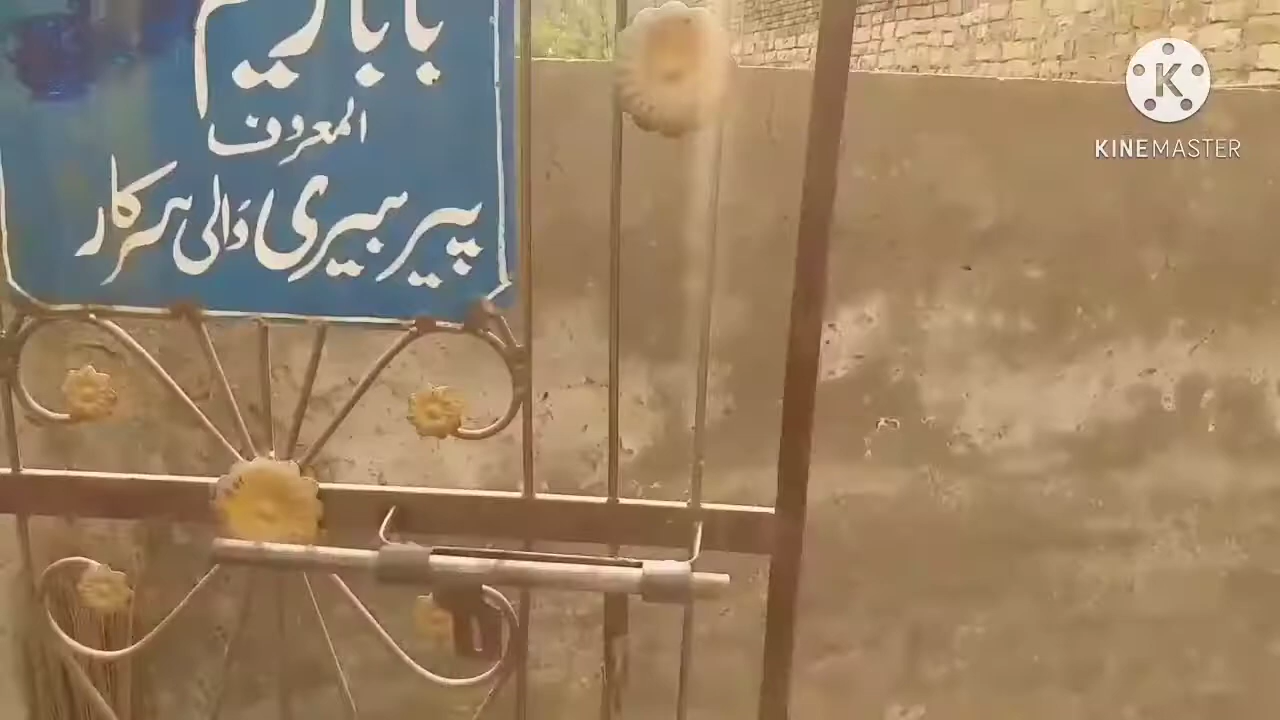 بابا رحیم
المعروف
پیر بیری والی سرکار
KINEMASTER